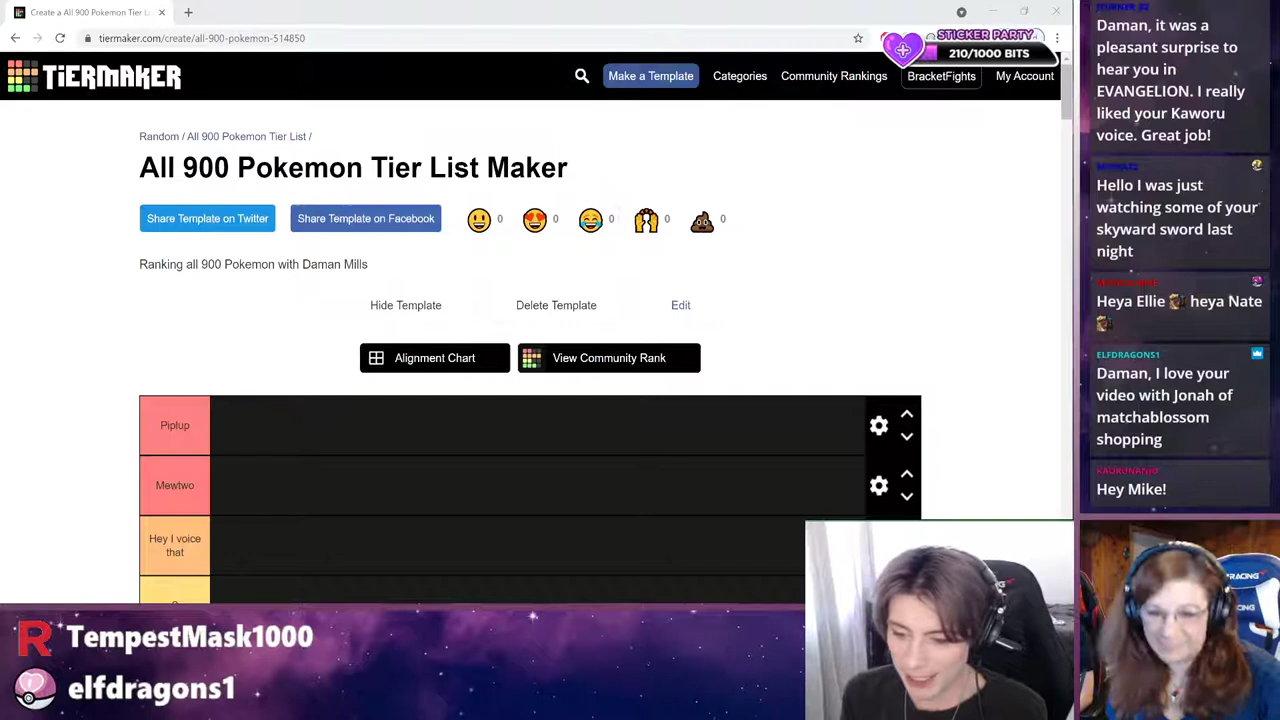 Create a All 900 Pokemon Tier Li
tiermaker.com/create/all-900-pokemon-514850
STICKER PARTY
210/1000 BITS
TiERMAKER
Make a Template
Categories
Community Rankings
BracketFights
My Account
Random / All 900 Pokemon Tier List /
All 900 Pokemon Tier List Maker
Share Template on Twitter
Share Template on Facebook
0
0
0
0
0
Ranking all 900 Pokemon with Daman Mills
Hide Template
Delete Template
Edit
Alignment Chart
View Community Rank
Piplup
Mewtwo
Hey I voice
that
Daman, it was a
pleasant surprise to
hear you in
EVANGELION. I really
liked your Kaworu
voice. Great job!
Hello I was just
watching some of your
skyward sword last
night
Heya Ellie heya Nate
ELFDRAGONS1
Daman, I love your
video with Jonah of
matchablossom
shopping
Hey Mike!
R TempestMask1000
elfdragons1
RACING
RACING